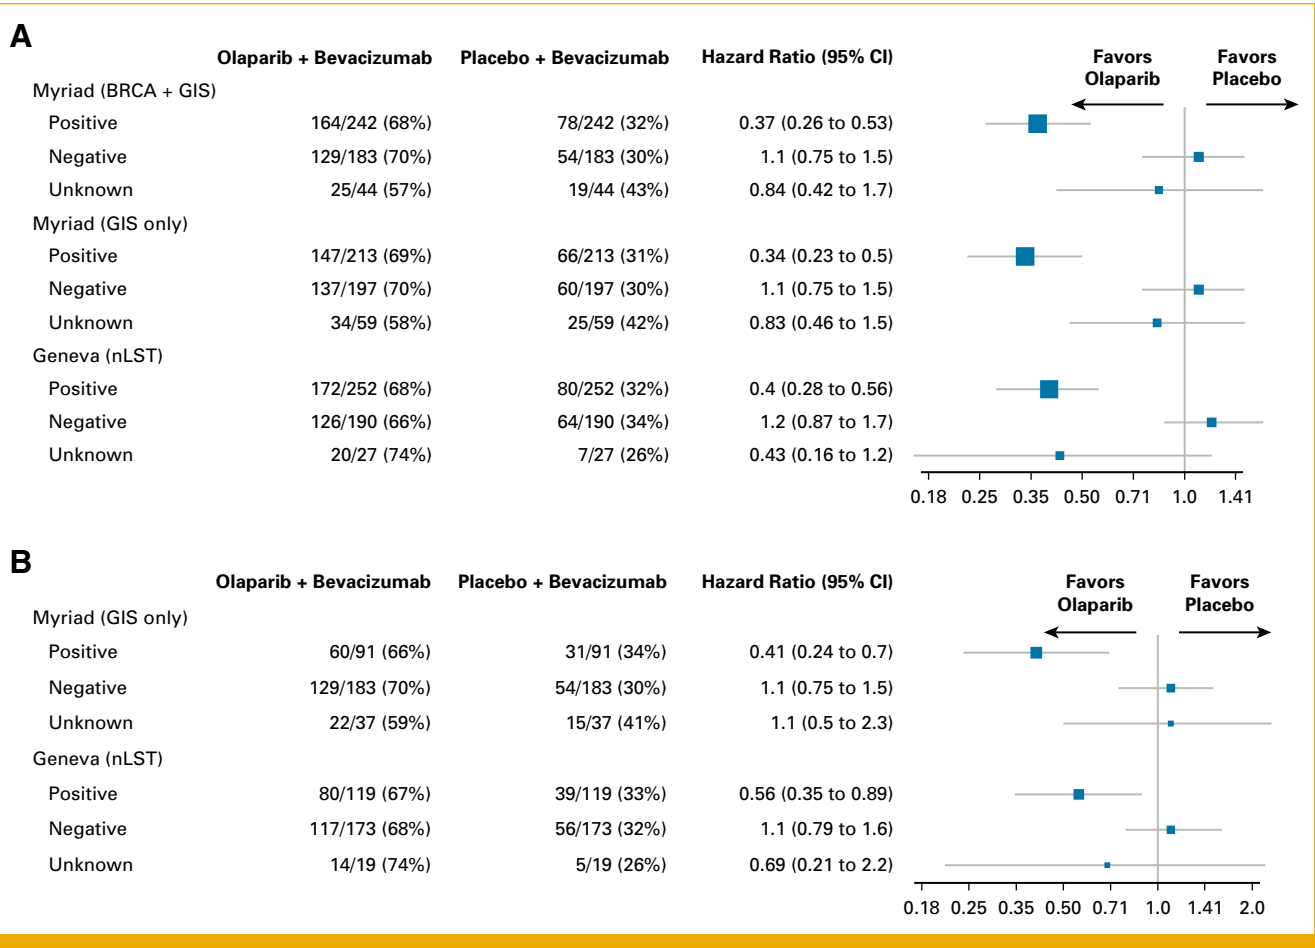 A
Olaparib + Bevacizumab Placebo + Bevacizumab Hazard Ratio (95% CI) Favors Olaparib Favors Placebo
Myriad (BRCA + GIS)
Positive 164/242 (68%) 78/242 (32%) 0.37 (0.26 to 0.53)
Negative 129/183 (70%) 54/183 (30%) 1.1 (0.75 to 1.5)
Unknown 25/44 (57%) 19/44 (43%) 0.84 (0.42 to 1.7)
Myriad (GIS only)
Positive 147/213 (69%) 66/213 (31%) 0.34 (0.23 to 0.5)
Negative 137/197 (70%) 60/197 (30%) 1.1 (0.75 to 1.5)
Unknown 34/59 (58%) 25/59 (42%) 0.83 (0.46 to 1.5)
Geneva (nLST)
Positive 172/252 (68%) 80/252 (32%) 0.4 (0.28 to 0.56)
Negative 126/190 (66%) 64/190 (34%) 1.2 (0.87 to 1.7)
Unknown 20/27 (74%) 7/27 (26%) 0.43 (0.16 to 1.2)
0.18 0.25 0.35 0.50 0.71 1.0 1.41
B
Olaparib + Bevacizumab Placebo + Bevacizumab Hazard Ratio (95% CI) Favors Olaparib Favors Placebo
Myriad (GIS only)
Positive 60/91 (66%) 31/91 (34%) 0.41 (0.24 to 0.7)
Negative 129/183 (70%) 54/183 (30%) 1.1 (0.75 to 1.5)
Unknown 22/37 (59%) 15/37 (41%) 1.1 (0.5 to 2.3)
Geneva (nLST)
Positive 80/119 (67%) 39/119 (33%) 0.56 (0.35 to 0.89)
Negative 117/173 (68%) 56/173 (32%) 1.1 (0.79 to 1.6)
Unknown 14/19 (74%) 5/19 (26%) 0.69 (0.21 to 2.2)
0.18 0.25 0.35 0.50 0.71 1.0 1.41 2.0